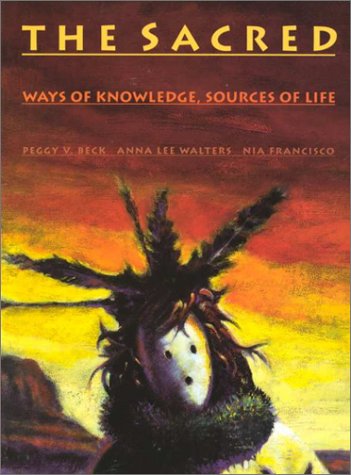 THE SACRED
WAYS OF KNOWLEDGE, SOURCES OF LIFE
PEGGY V. BECK ANNA LEE WALTERS NIA FRANCISCO